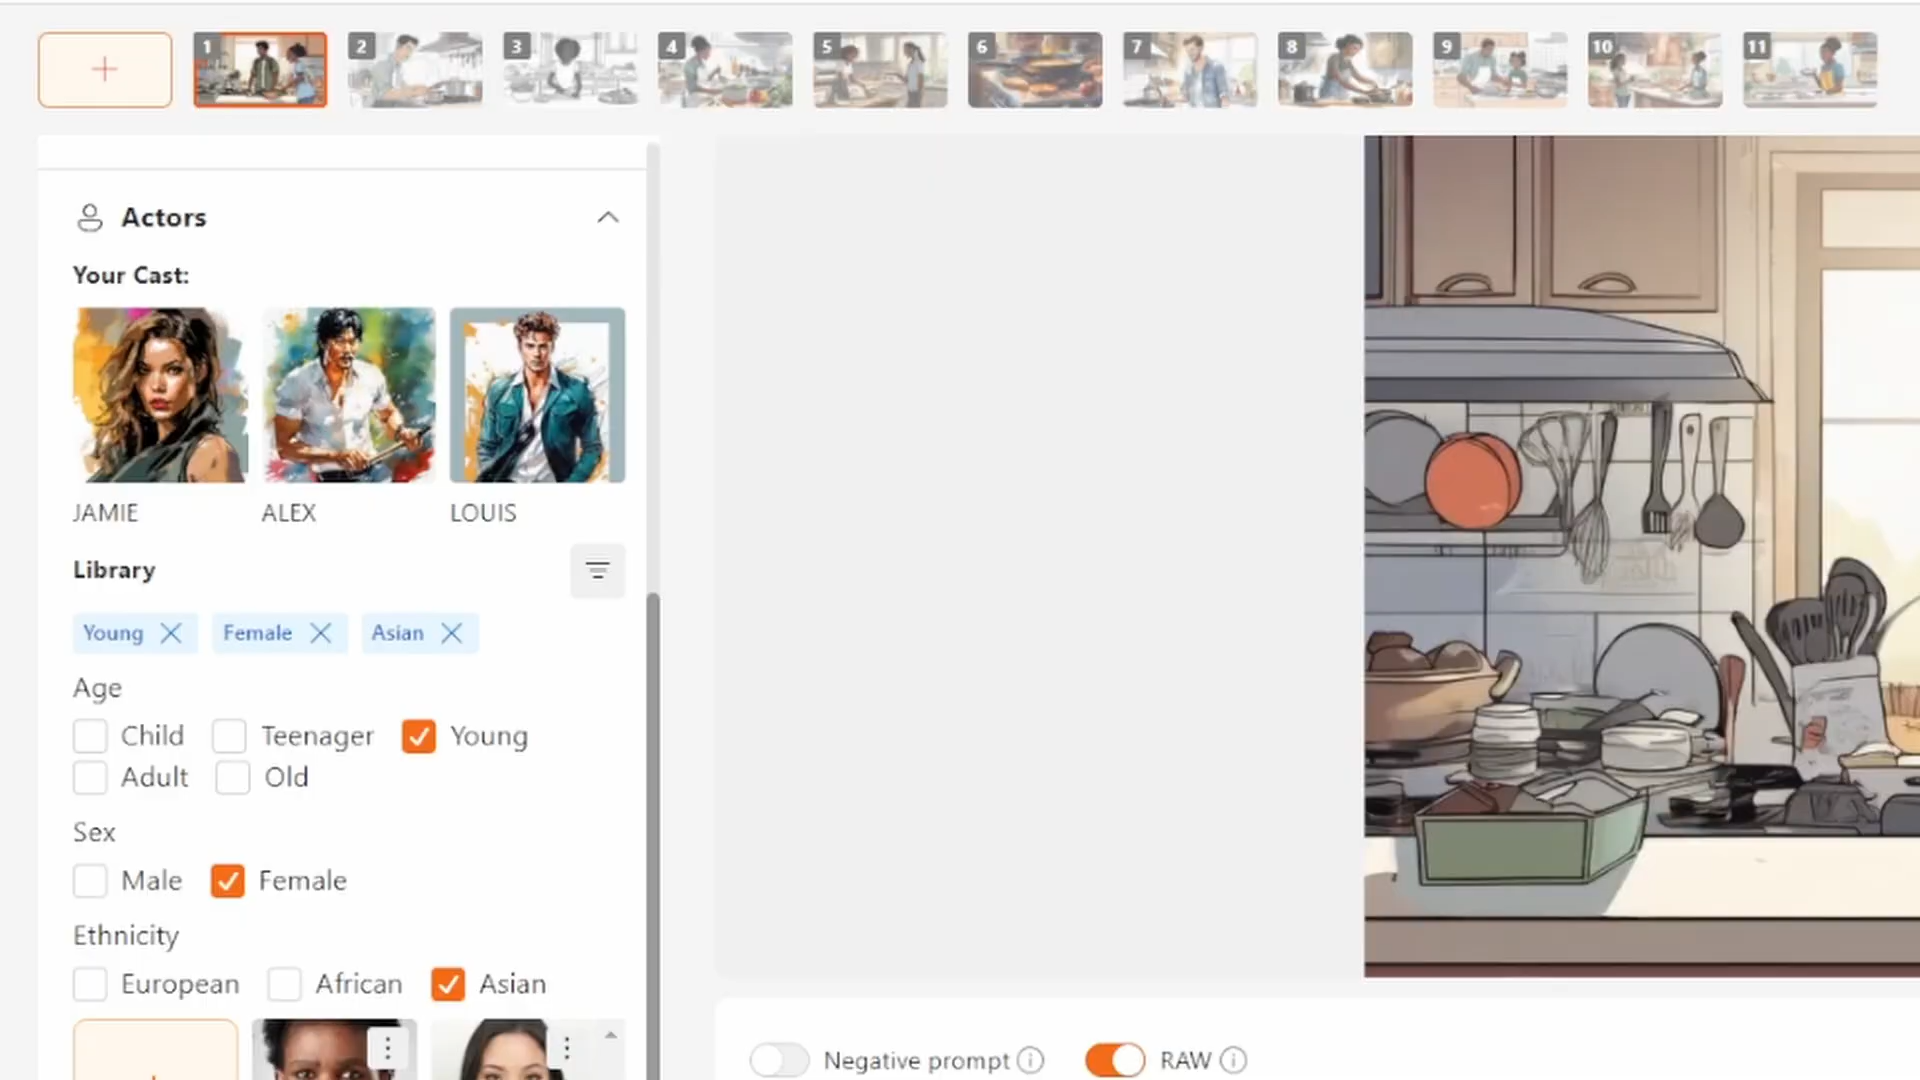 1 2 3 4 5 6 7 8 9 10 11
Actors
Your Cast:
JAMIE ALEX LOUIS
Library
Young Female Asian
Age
Child Teenager Young
Adult Old
Sex
Male Female
Ethnicity
European African Asian
Negative prompt RAW